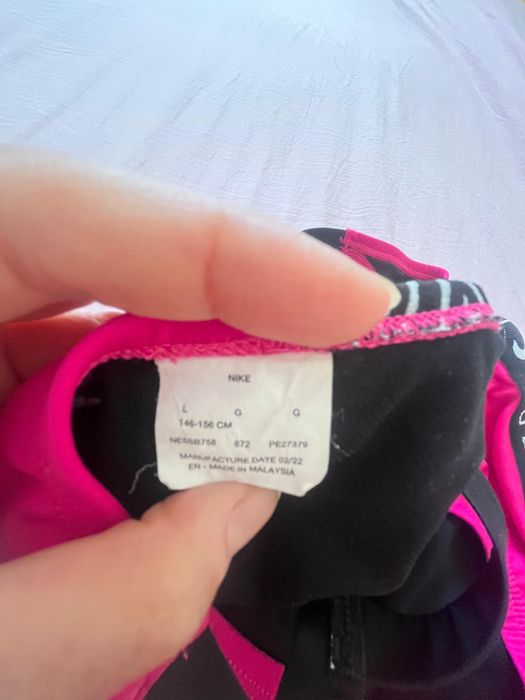 NIKE
L G G
146-156 CM
NESSB758 672 PE27379
MANUFACTURE DATE 02/22
EN - MADE IN MALAYSIA